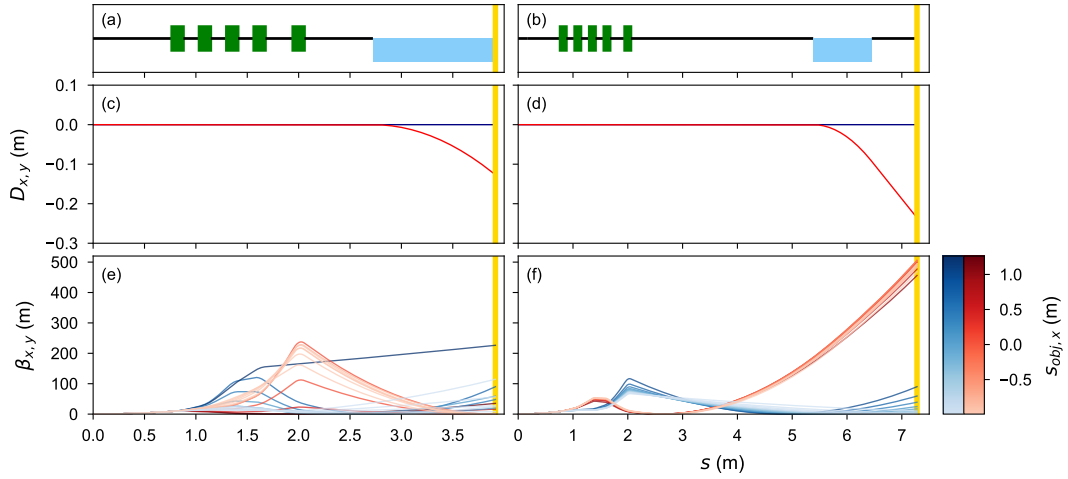 (a) (b)
0.1
0.0
−0.1
−0.2
−0.3
D_{x,y} (m)
(c) (d)
500
400
300
200
100
0
β_{x,y} (m)
(e) (f)
0.0 0.5 1.0 1.5 2.0 2.5 3.0 3.5
0 1 2 3 4 5 6 7
s (m)
1.0
0.5
0.0
−0.5
s_{obj,x} (m)